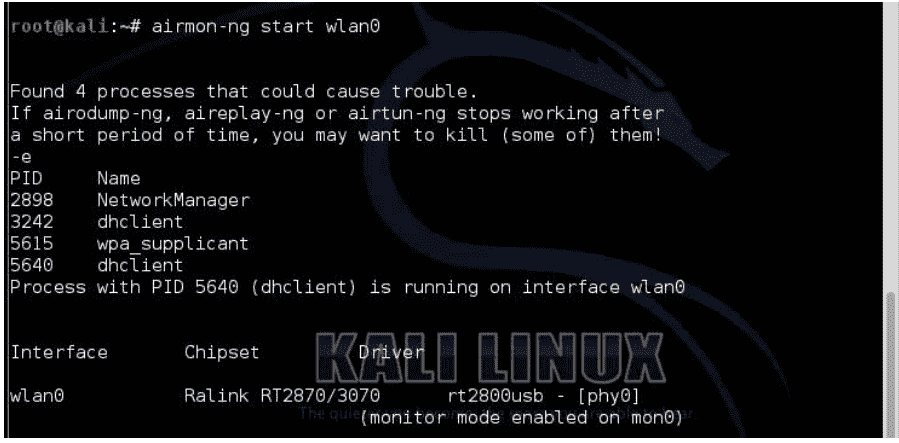 root@kali:~# airmon-ng start wlan0
Found 4 processes that could cause trouble.
If airodump-ng, aireplay-ng or airtun-ng stops working after
a short period of time, you may want to kill (some of) them!
-e
PID Name
2898 NetworkManager
3242 dhclient
5615 wpa_supplicant
5640 dhclient
Process with PID 5640 (dhclient) is running on interface wlan0
Interface Chipset Driver
KALI LINUX
wlan0 Ralink RT2870/3070 rt2800usb - [phy0]
The quie
(monitor mode enabled on mon0)